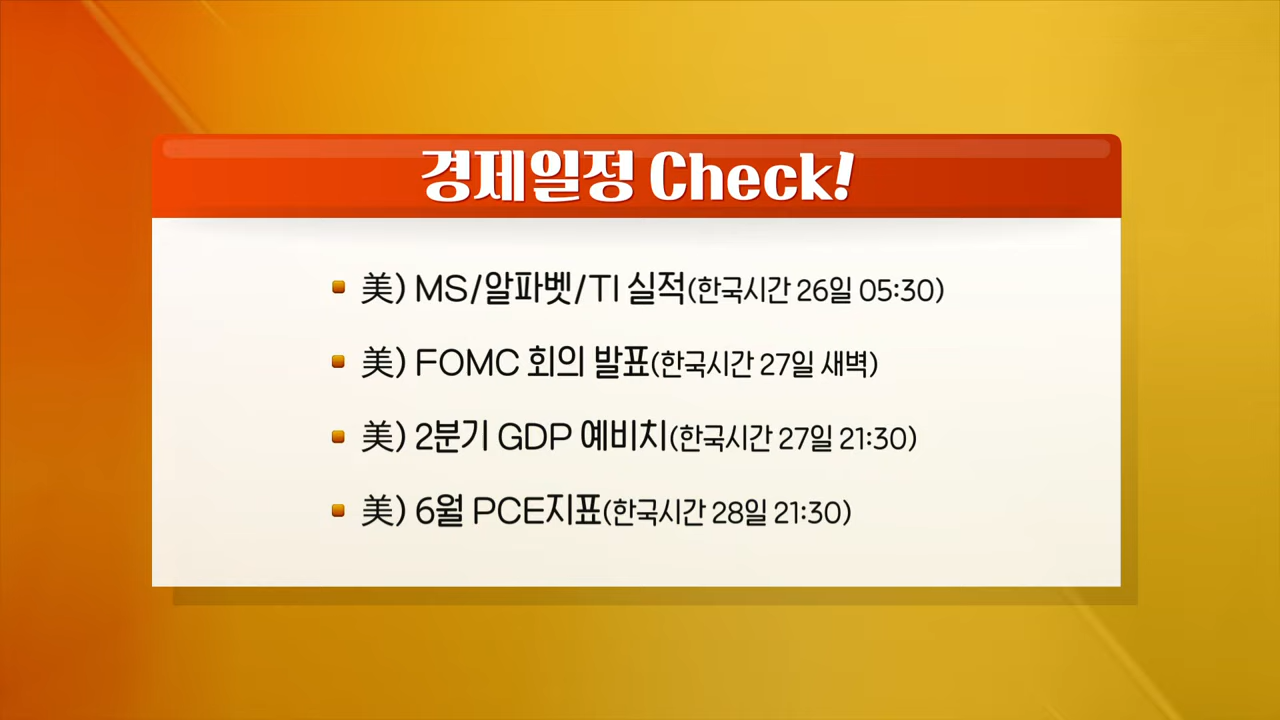 경제일정 Check!
美) MS/알파벳/TI 실적(한국시간 26일 05:30)
美) FOMC 회의 발표(한국시간 27일 새벽)
美) 2분기 GDP 예비치(한국시간 27일 21:30)
美) 6월 PCE지표(한국시간 28일 21:30)